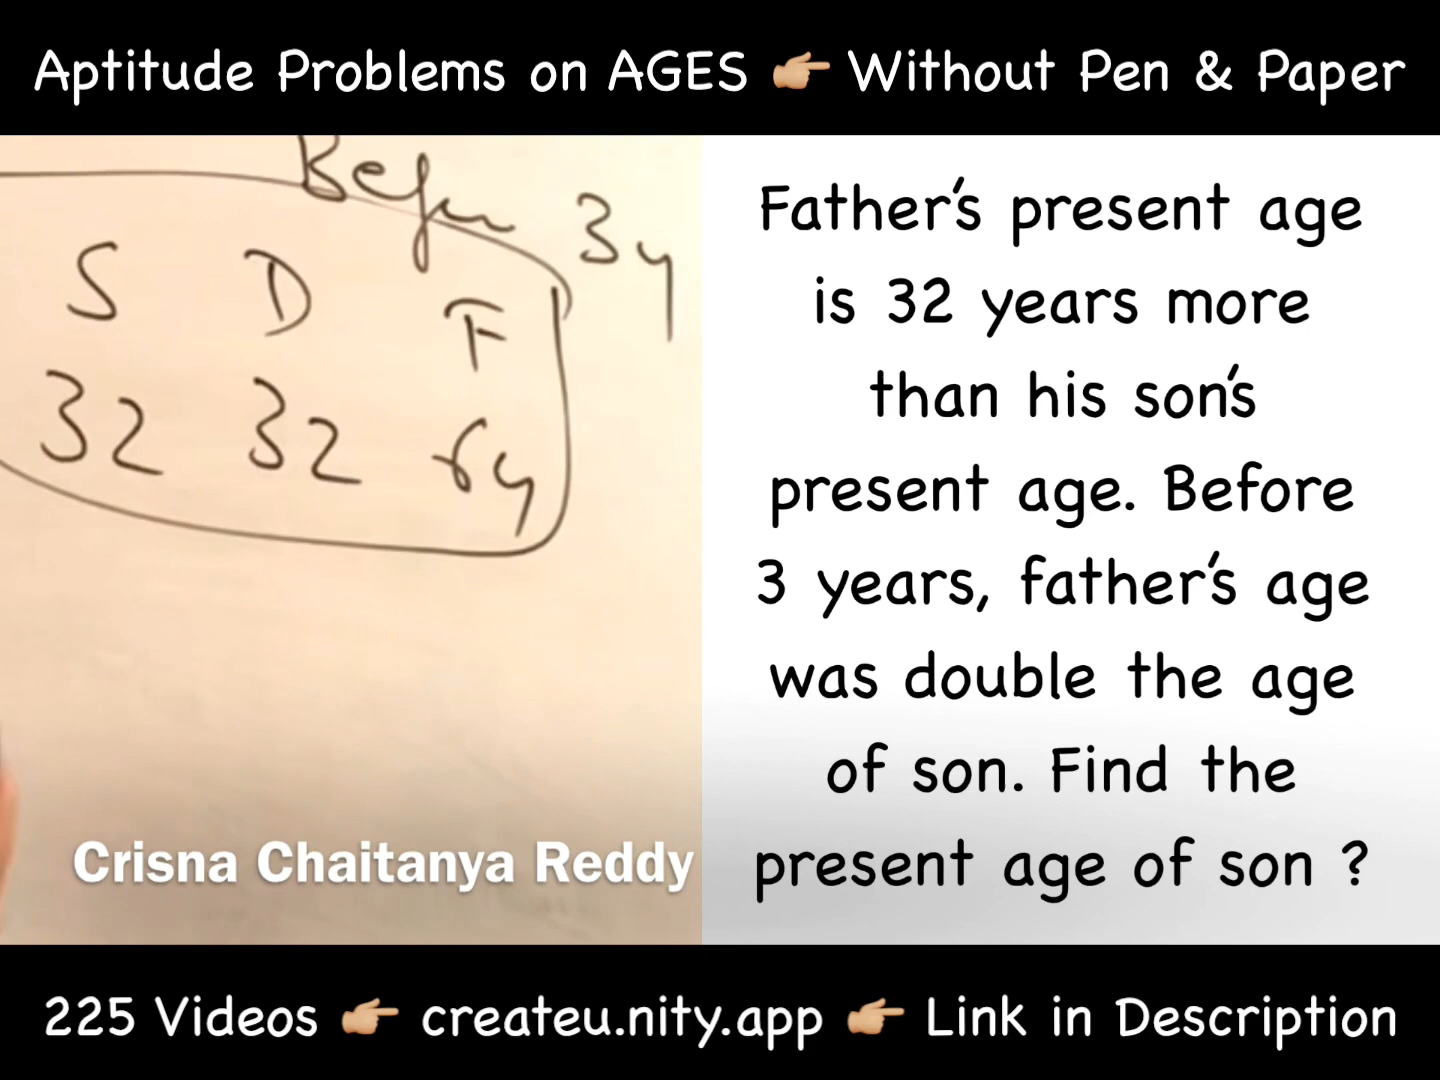 Aptitude Problems on AGES 👉🏼 Without Pen & Paper
Before 3y
S D F
32 32 64
Crisna Chaitanya Reddy
Father's present age
is 32 years more
than his son's
present age. Before
3 years, father's age
was double the age
of son. Find the
present age of son ?
225 Videos 👉🏼 createu.nity.app 👉🏼 Link in Description